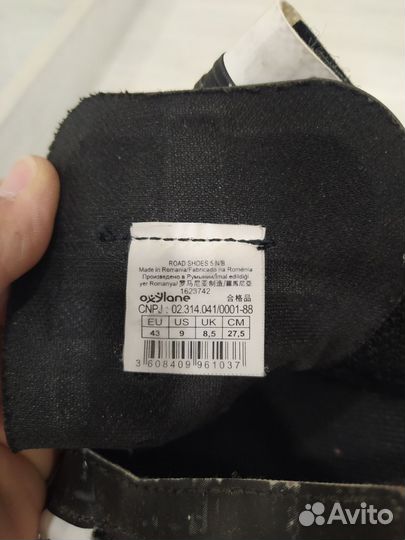 ROAD SHOES 5 N/B
Made in Romania/Fabricado na Romênia
Произведено в Румынии/Imal edildiği
yer Romanya/罗马尼亚制造/羅馬尼亞
1623742
oxylane 合格品
CNPJ : 02.314.041/0001-88
EU US UK CM
43 9 8,5 27,5
3 608409 961037
Avito